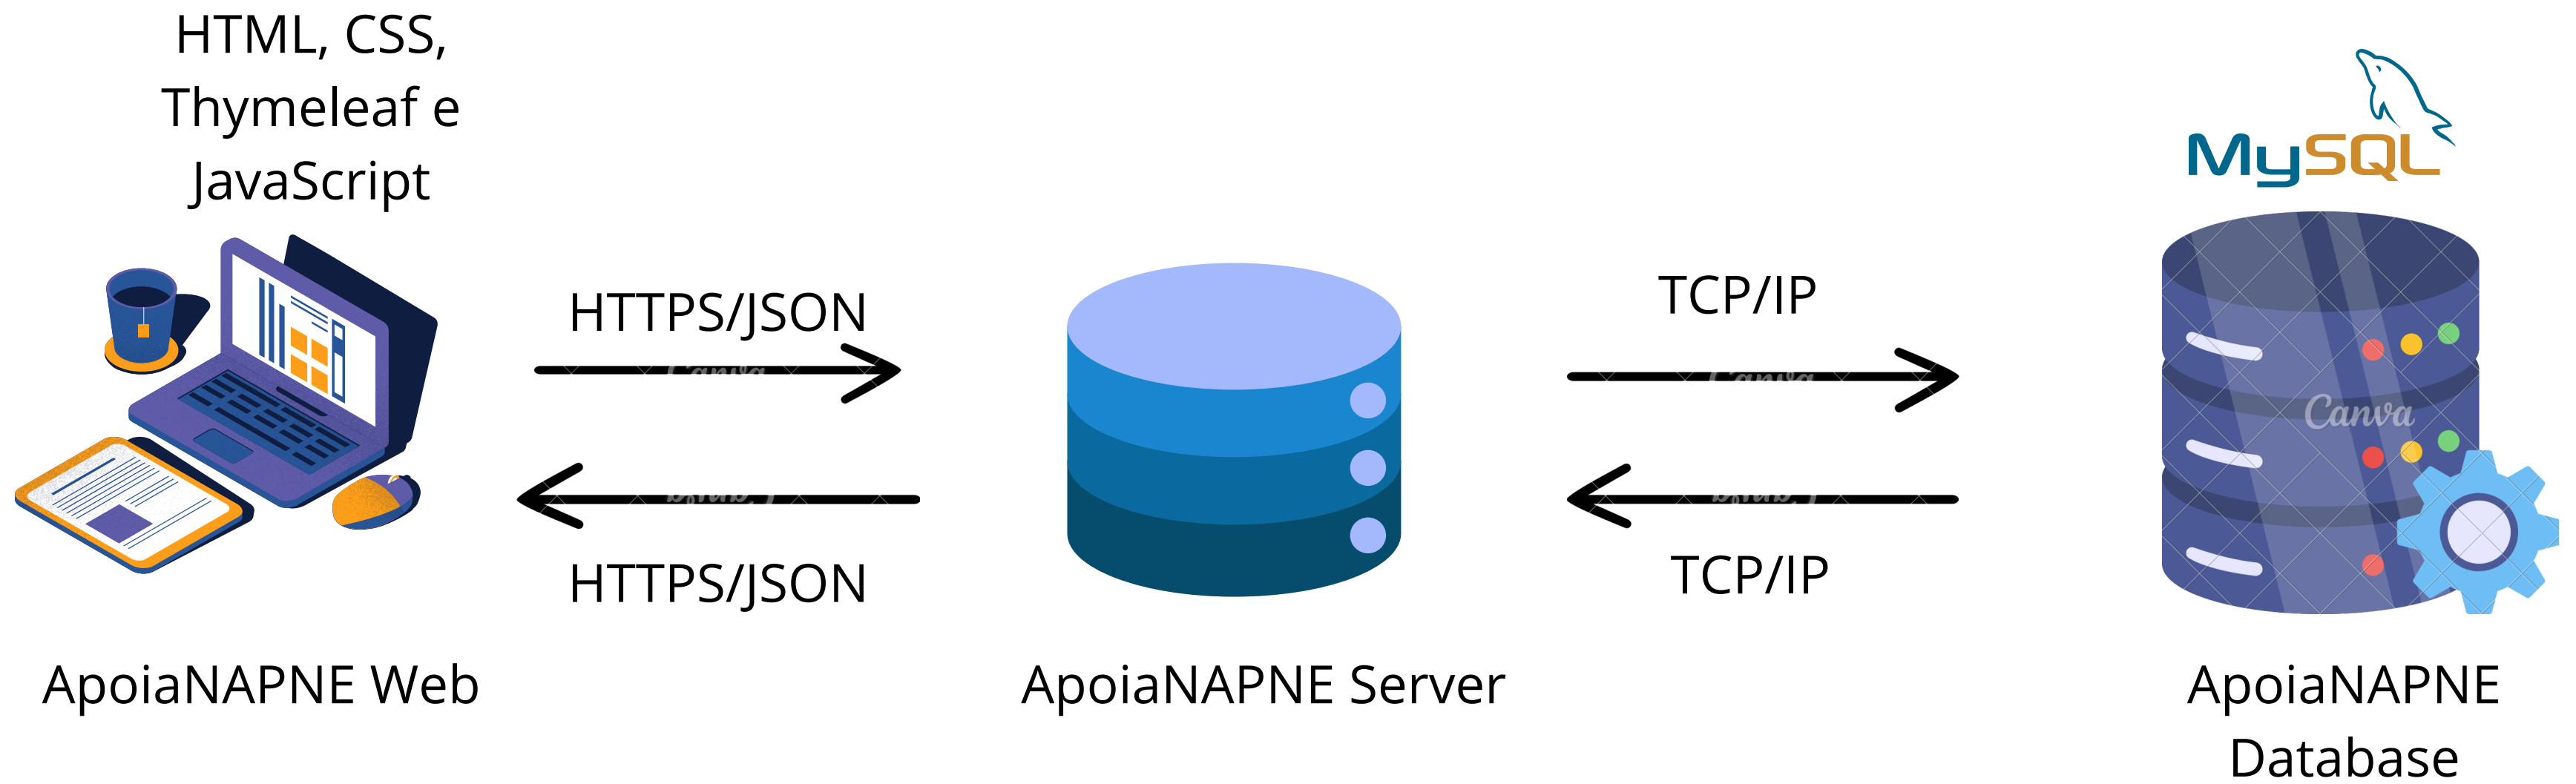 HTML, CSS,
Thymeleaf e
JavaScript
MySQL
HTTPS/JSON
TCP/IP
Canva
HTTPS/JSON
TCP/IP
ApoiaNAPNE Web
ApoiaNAPNE Server
ApoiaNAPNE
Database